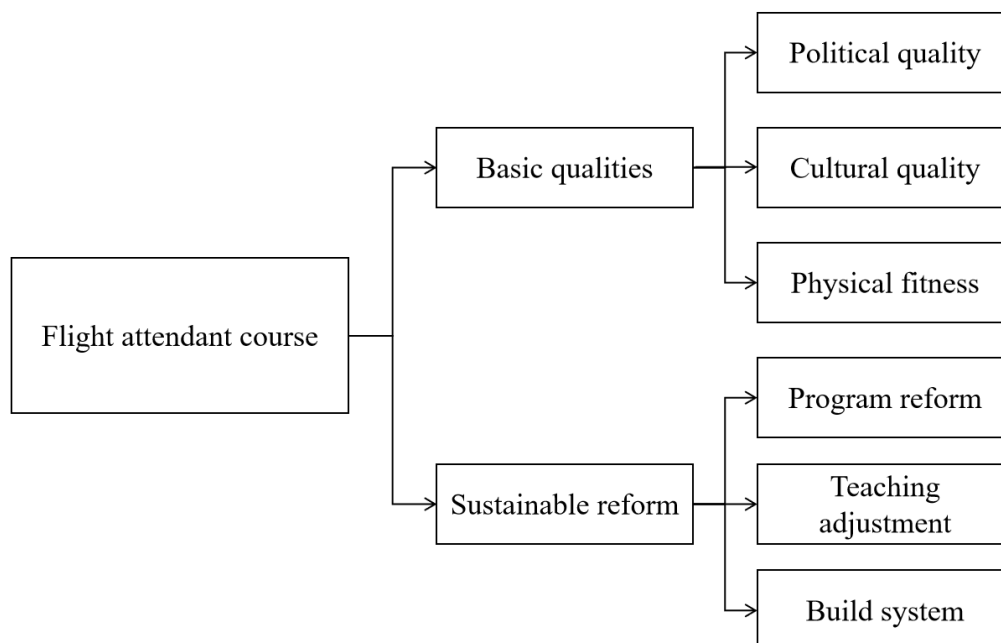 Political quality
Basic qualities
Cultural quality
Physical fitness
Flight attendant course
Program reform
Sustainable reform
Teaching
adjustment
Build system